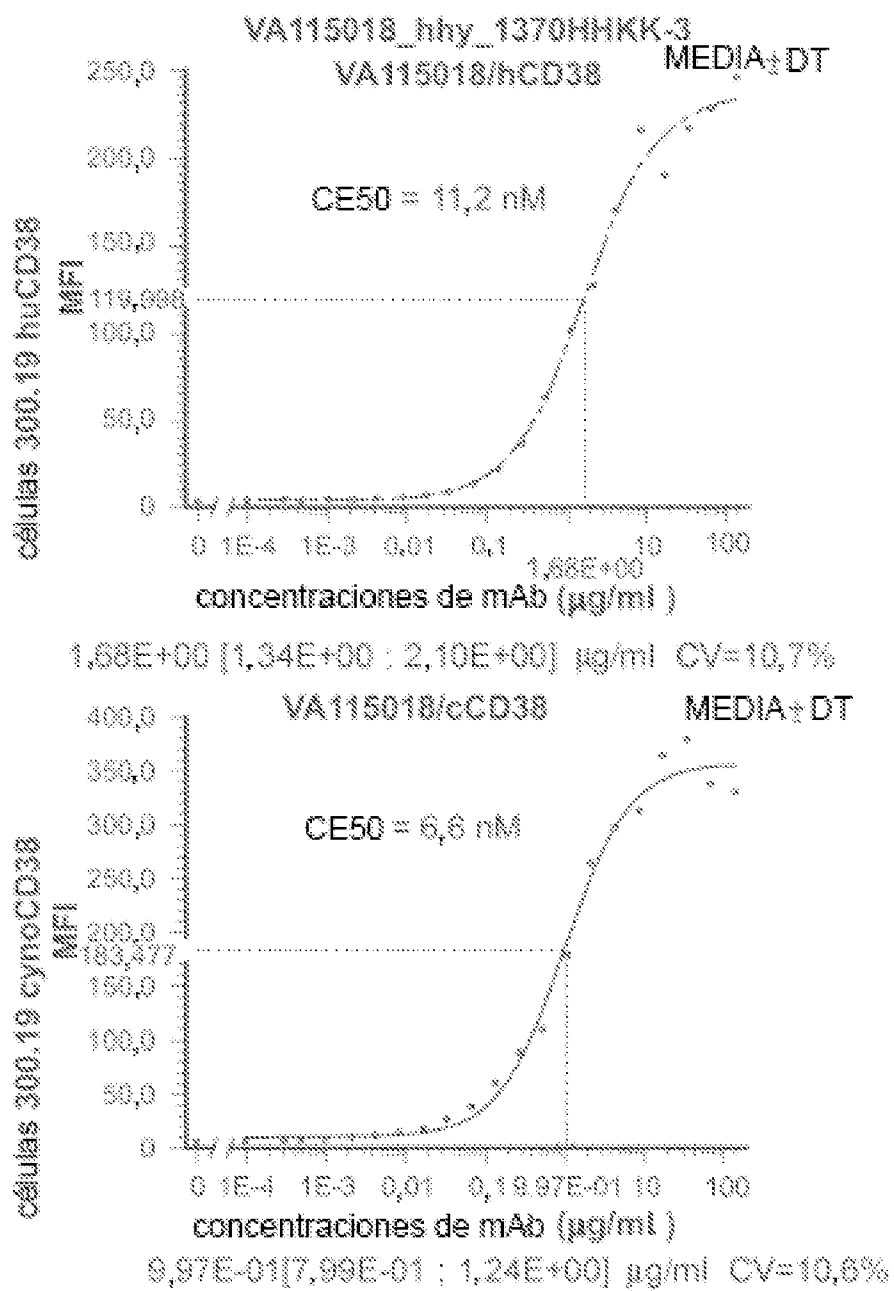 VA115018_hhy_1370HHKK-3
VA115018/hCD38
MEDIA±DT
CE50 = 11,2 nM
células 300.19 huCD38
MFI
250,0
200,0
150,0
119,996
100,0
50,0
0
0 1E-4 1E-3 0,01 0,1 10 100
1,68E+00
concentraciones de mAb (µg/ml )
1,68E+00 [1,34E+00 : 2,10E+00] µg/ml CV=10,7%
VA115018/cCD38
MEDIA±DT
CE50 = 6,6 nM
células 300.19 cynoCD38
MFI
400,0
350,0
300,0
250,0
200,0
183,477
150,0
100,0
50,0
0
0 1E-4 1E-3 0,01 0,1 9.97E-01 10 100
concentraciones de mAb (µg/ml )
9,97E-01[7,99E-01 : 1,24E+00] µg/ml CV=10,6%